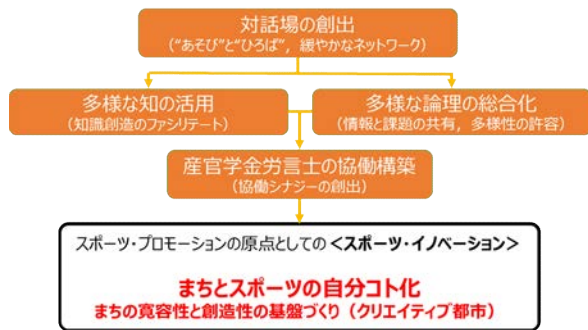 対話場の創出
(“あそび”と“ひろば”，緩やかなネットワーク)
多様な知の活用
(知識創造のファシリテート)
多様な論理の総合化
(情報と課題の共有，多様性の許容)
産官学金労言士の協働構築
(協働シナジーの創出)
スポーツ・プロモーションの原点としての <スポーツ・イノベーション>
まちとスポーツの自分コト化
まちの寛容性と創造性の基盤づくり（クリエイティブ都市）